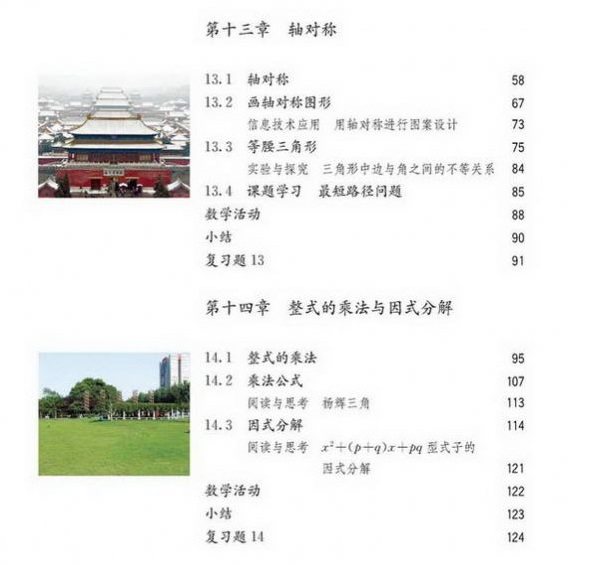 第十三章 轴对称
13.1 轴对称 58
13.2 画轴对称图形 67
信息技术应用 用轴对称进行图案设计 73
13.3 等腰三角形 75
实验与探究 三角形中边与角之间的不等关系 84
13.4 课题学习 最短路径问题 85
数学活动 88
小结 90
复习题13 91
第十四章 整式的乘法与因式分解
14.1 整式的乘法 95
14.2 乘法公式 107
阅读与思考 杨辉三角 113
14.3 因式分解 114
阅读与思考 x²+(p+q)x+pq 型式子的
因式分解 121
数学活动 122
小结 123
复习题14 124